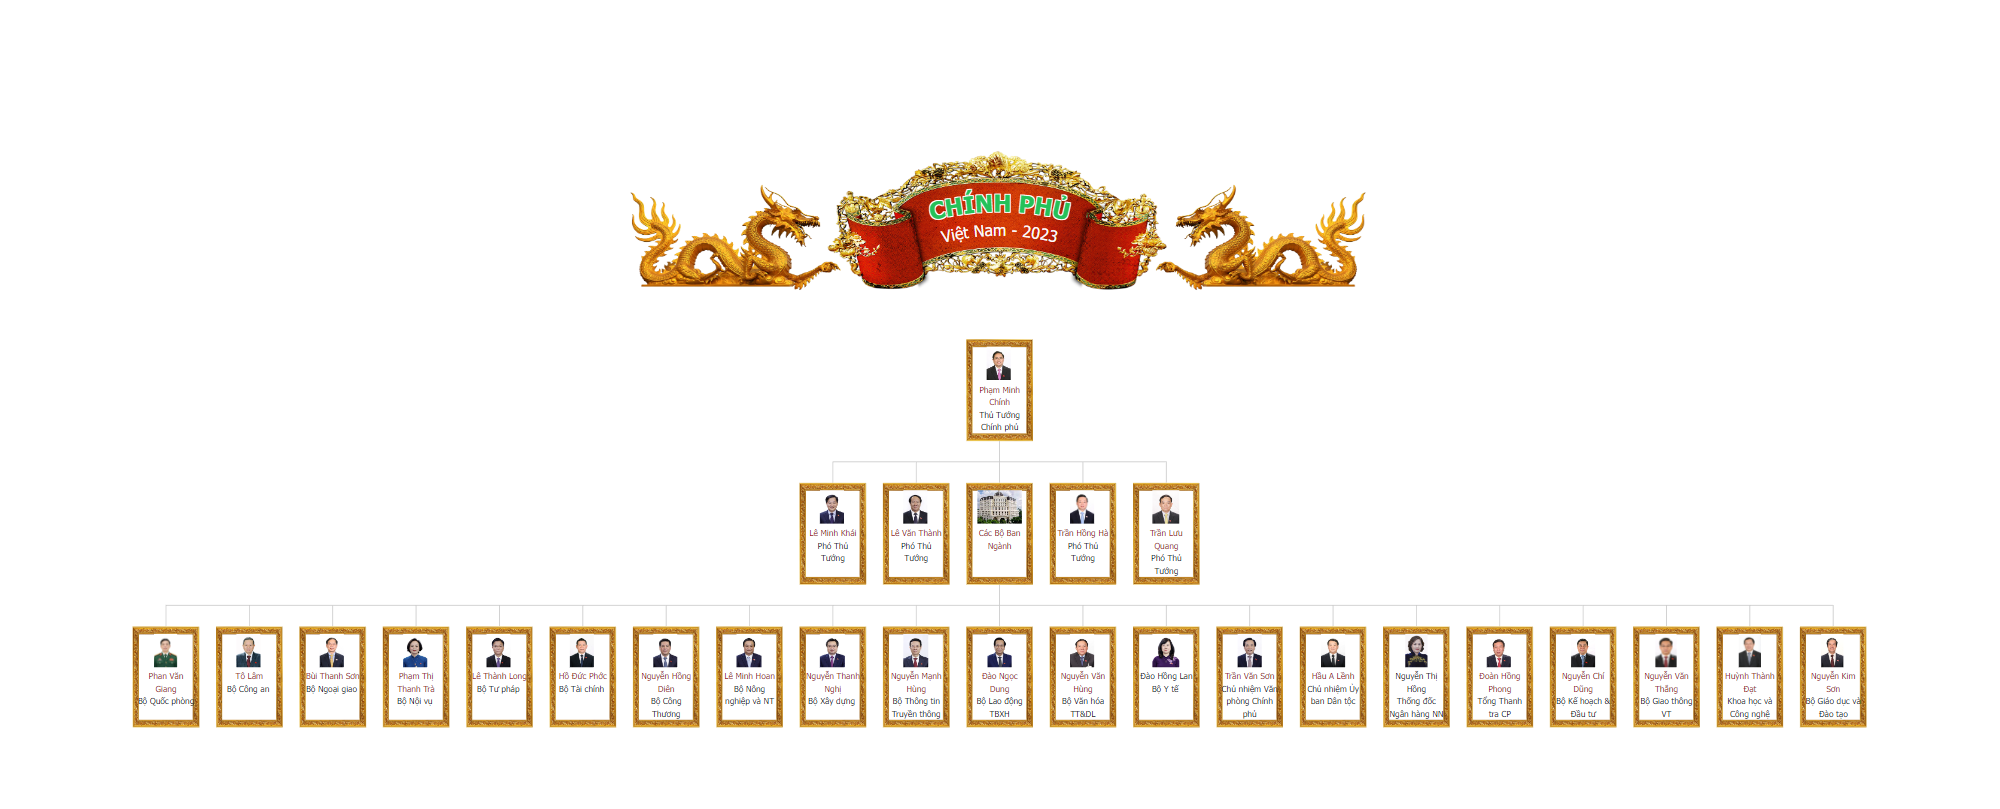 CHÍNH PHỦ
Việt Nam - 2023
Phạm Minh
Chính
Thủ Tướng
Chính phủ
Lê Minh Khái
Phó Thủ
Tướng
Lê Văn Thành
Phó Thủ
Tướng
Các Bộ Ban
Ngành
Trần Hồng Hà
Phó Thủ
Tướng
Trần Lưu
Quang
Phó Thủ
Tướng
Phan Văn
Giang
Bộ Quốc phòng
Tô Lâm
Bộ Công an
Bùi Thanh Sơn
Bộ Ngoại giao
Phạm Thị
Thanh Trà
Bộ Nội vụ
Lê Thành Long
Bộ Tư pháp
Hồ Đức Phớc
Bộ Tài chính
Nguyễn Hồng
Diên
Bộ Công
Thương
Lê Minh Hoan
Bộ Nông
nghiệp và NT
Nguyễn Thanh
Nghị
Bộ Xây dựng
Nguyễn Mạnh
Hùng
Bộ Thông tin
Truyền thông
Đào Ngọc
Dung
Bộ Lao động
TBXH
Nguyễn Văn
Hùng
Bộ Văn hóa
TT&DL
Đào Hồng Lan
Bộ Y tế
Trần Văn Sơn
Chủ nhiệm Văn
phòng Chính
phủ
Hầu A Lềnh
Chủ nhiệm Ủy
ban Dân tộc
Nguyễn Thị
Hồng
Thống đốc
Ngân hàng NN
Đoàn Hồng
Phong
Tổng Thanh
tra CP
Nguyễn Chí
Dũng
Bộ Kế hoạch &
Đầu tư
Nguyễn Văn
Thắng
Bộ Giao thông
VT
Huỳnh Thành
Đạt
Khoa học và
Công nghệ
Nguyễn Kim
Sơn
Bộ Giáo dục và
Đào tạo